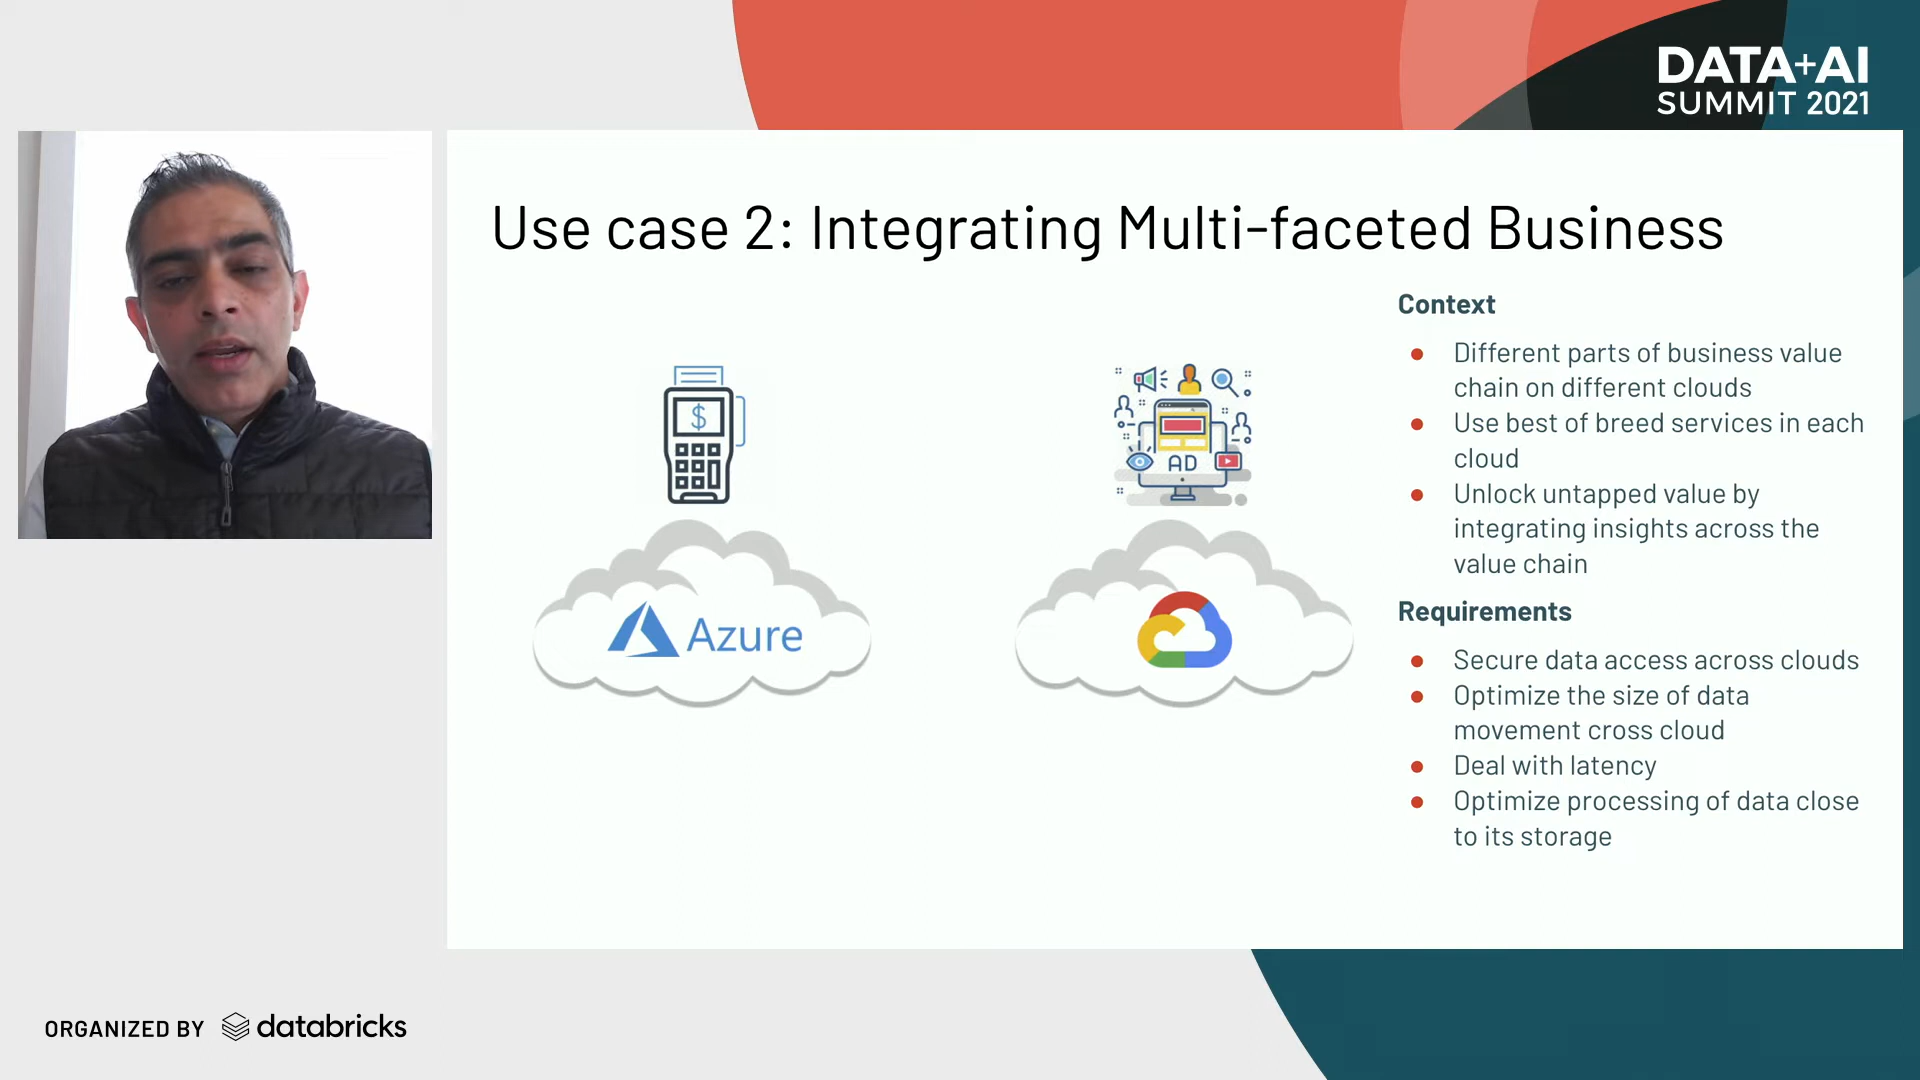 DATA+AI
SUMMIT 2021
Use case 2: Integrating Multi-faceted Business
$
AD
Azure
Context
Different parts of business value
chain on different clouds
Use best of breed services in each
cloud
Unlock untapped value by
integrating insights across the
value chain
Requirements
Secure data access across clouds
Optimize the size of data
movement cross cloud
Deal with latency
Optimize processing of data close
to its storage
ORGANIZED BY databricks